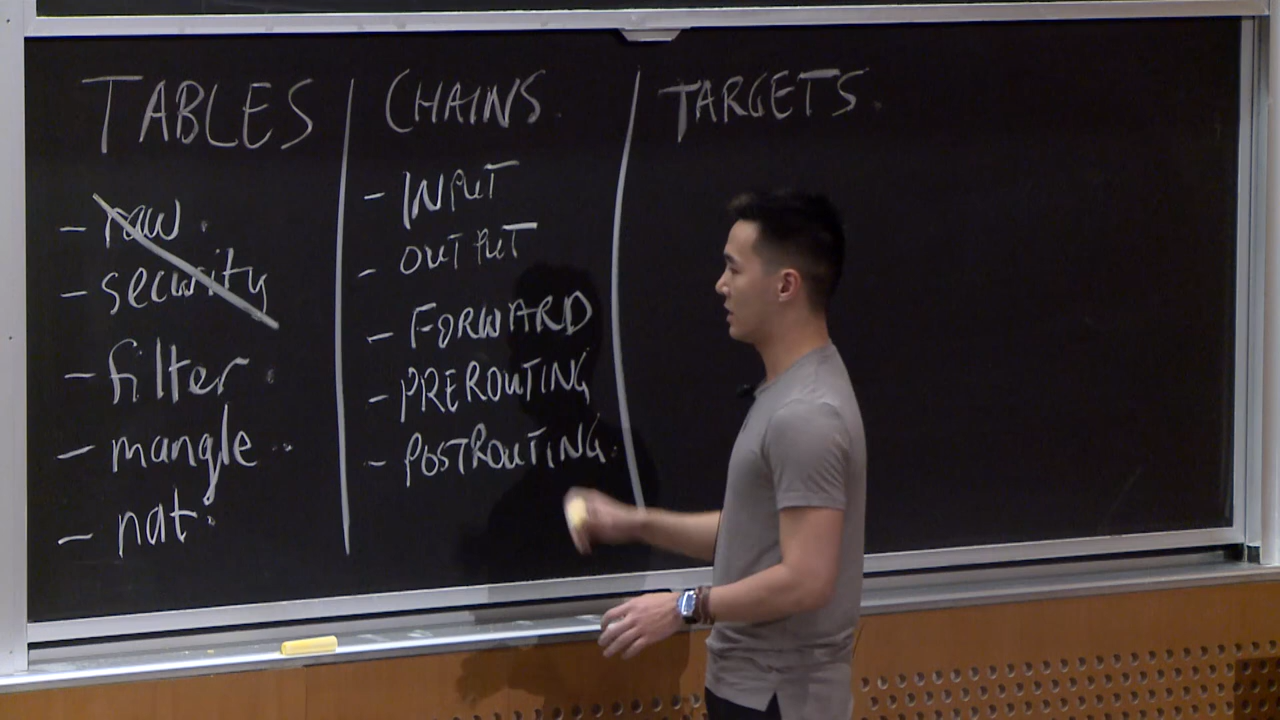 TABLES
- raw.
- security
- filter
- mangle
- nat
CHAINS
- INPUT
- OUTPUT
- FORWARD
- PREROUTING
- POSTROUTING
TARGETS